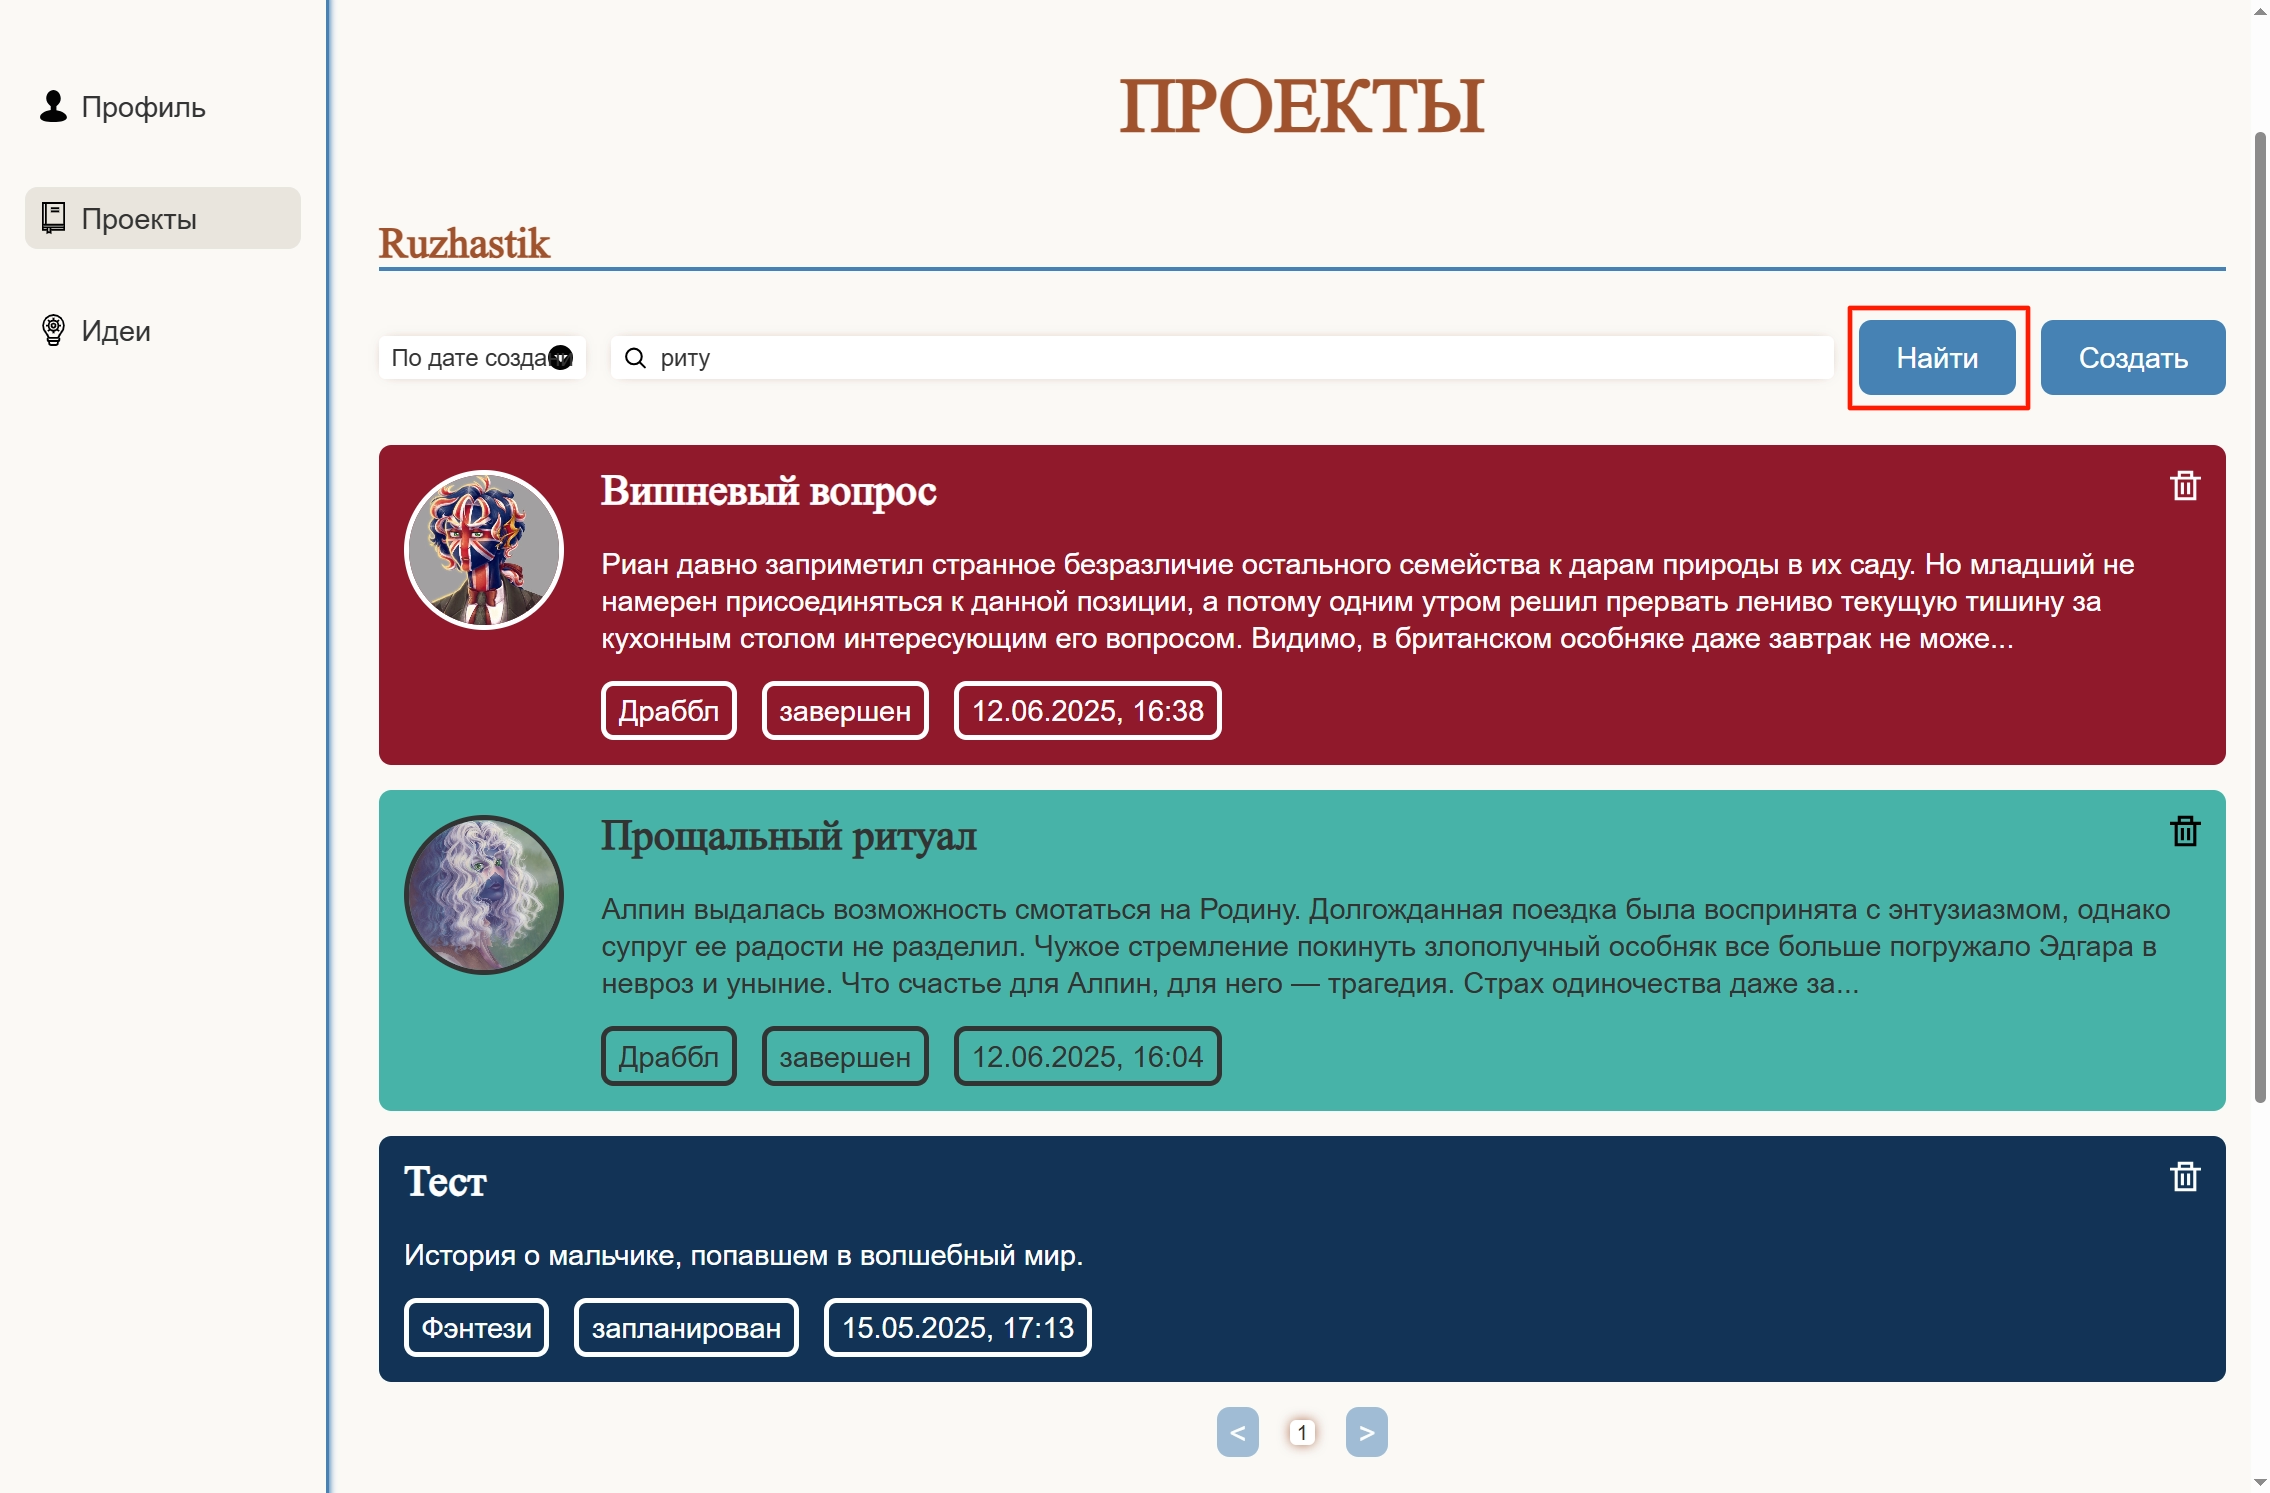 Профиль
Проекты
Идеи
ПРОЕКТЫ
Ruzhastik
По дате создани
риту
Найти
Создать
Вишневый вопрос
Риан давно заприметил странное безразличие остального семейства к дарам природы в их саду. Но младший не
намерен присоединяться к данной позиции, а потому одним утром решил прервать лениво текущую тишину за
кухонным столом интересующим его вопросом. Видимо, в британском особняке даже завтрак не може...
Драббл
завершен
12.06.2025, 16:38
Прощальный ритуал
Алпин выдалась возможность смотаться на Родину. Долгожданная поездка была воспринята с энтузиазмом, однако
супруг ее радости не разделил. Чужое стремление покинуть злополучный особняк все больше погружало Эдгара в
невроз и уныние. Что счастье для Алпин, для него — трагедия. Страх одиночества даже за...
Драббл
завершен
12.06.2025, 16:04
Тест
История о мальчике, попавшем в волшебный мир.
Фэнтези
запланирован
15.05.2025, 17:13
< 1 >